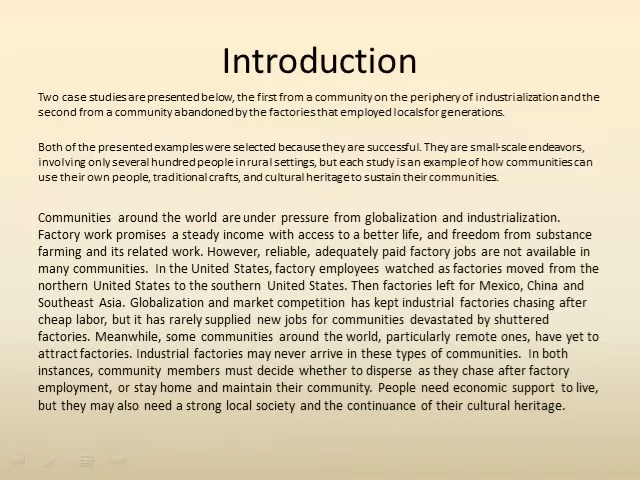 Introduction
Two case studies are presented below, the first from a community on the periphery of industrialization and the
second from a community abandoned by the factories that employed locals for generations.
Both of the presented examples were selected because they are successful. They are small-scale endeavors,
involving only several hundred people in rural settings, but each study is an example of how communities can
use their own people, traditional crafts, and cultural heritage to sustain their communities.
Communities around the world are under pressure from globalization and industrialization.
Factory work promises a steady income with access to a better life, and freedom from substance
farming and its related work. However, reliable, adequately paid factory jobs are not available in
many communities. In the United States, factory employees watched as factories moved from the
northern United States to the southern United States. Then factories left for Mexico, China and
Southeast Asia. Globalization and market competition has kept industrial factories chasing after
cheap labor, but it has rarely supplied new jobs for communities devastated by shuttered
factories. Meanwhile, some communities around the world, particularly remote ones, have yet to
attract factories. Industrial factories may never arrive in these types of communities. In both
instances, community members must decide whether to disperse as they chase after factory
employment, or stay home and maintain their community. People need economic support to live,
but they may also need a strong local society and the continuance of their cultural heritage.